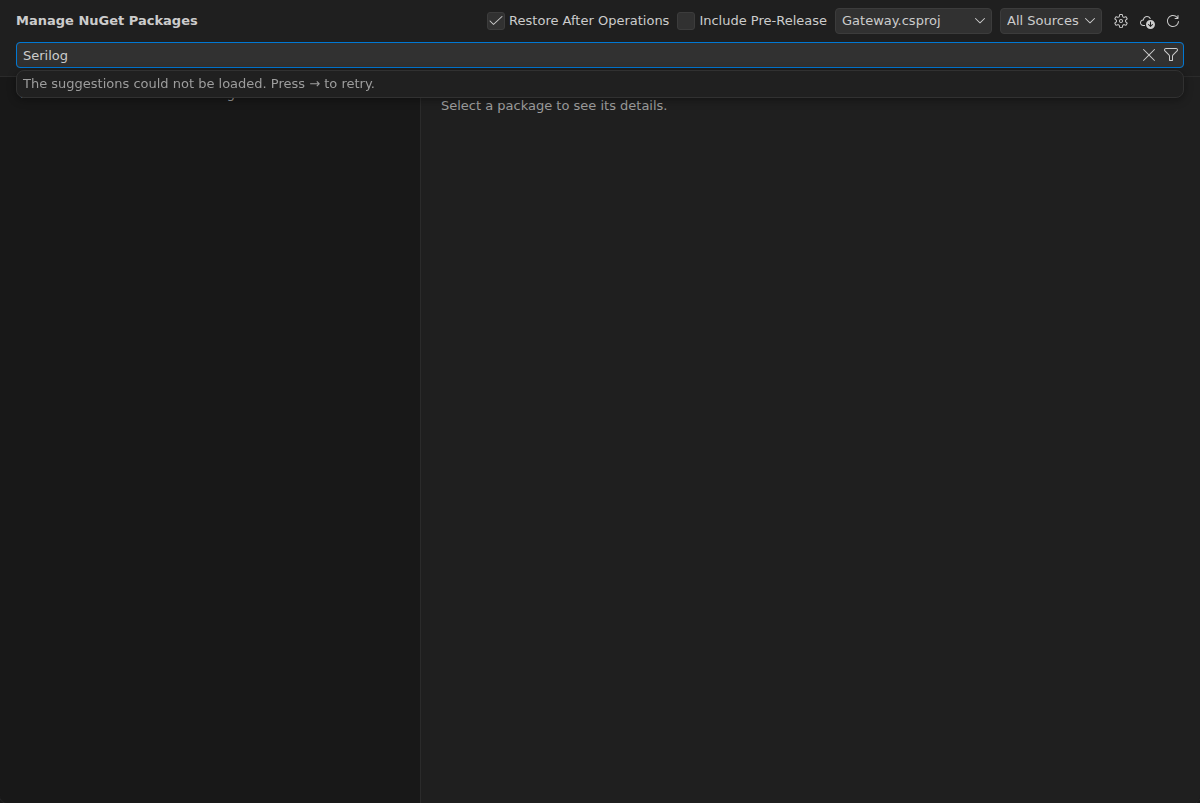 Manage NuGet Packages
Restore After Operations
Include Pre-Release
Gateway.csproj
All Sources
Serilog
The suggestions could not be loaded. Press → to retry.
Select a package to see its details.